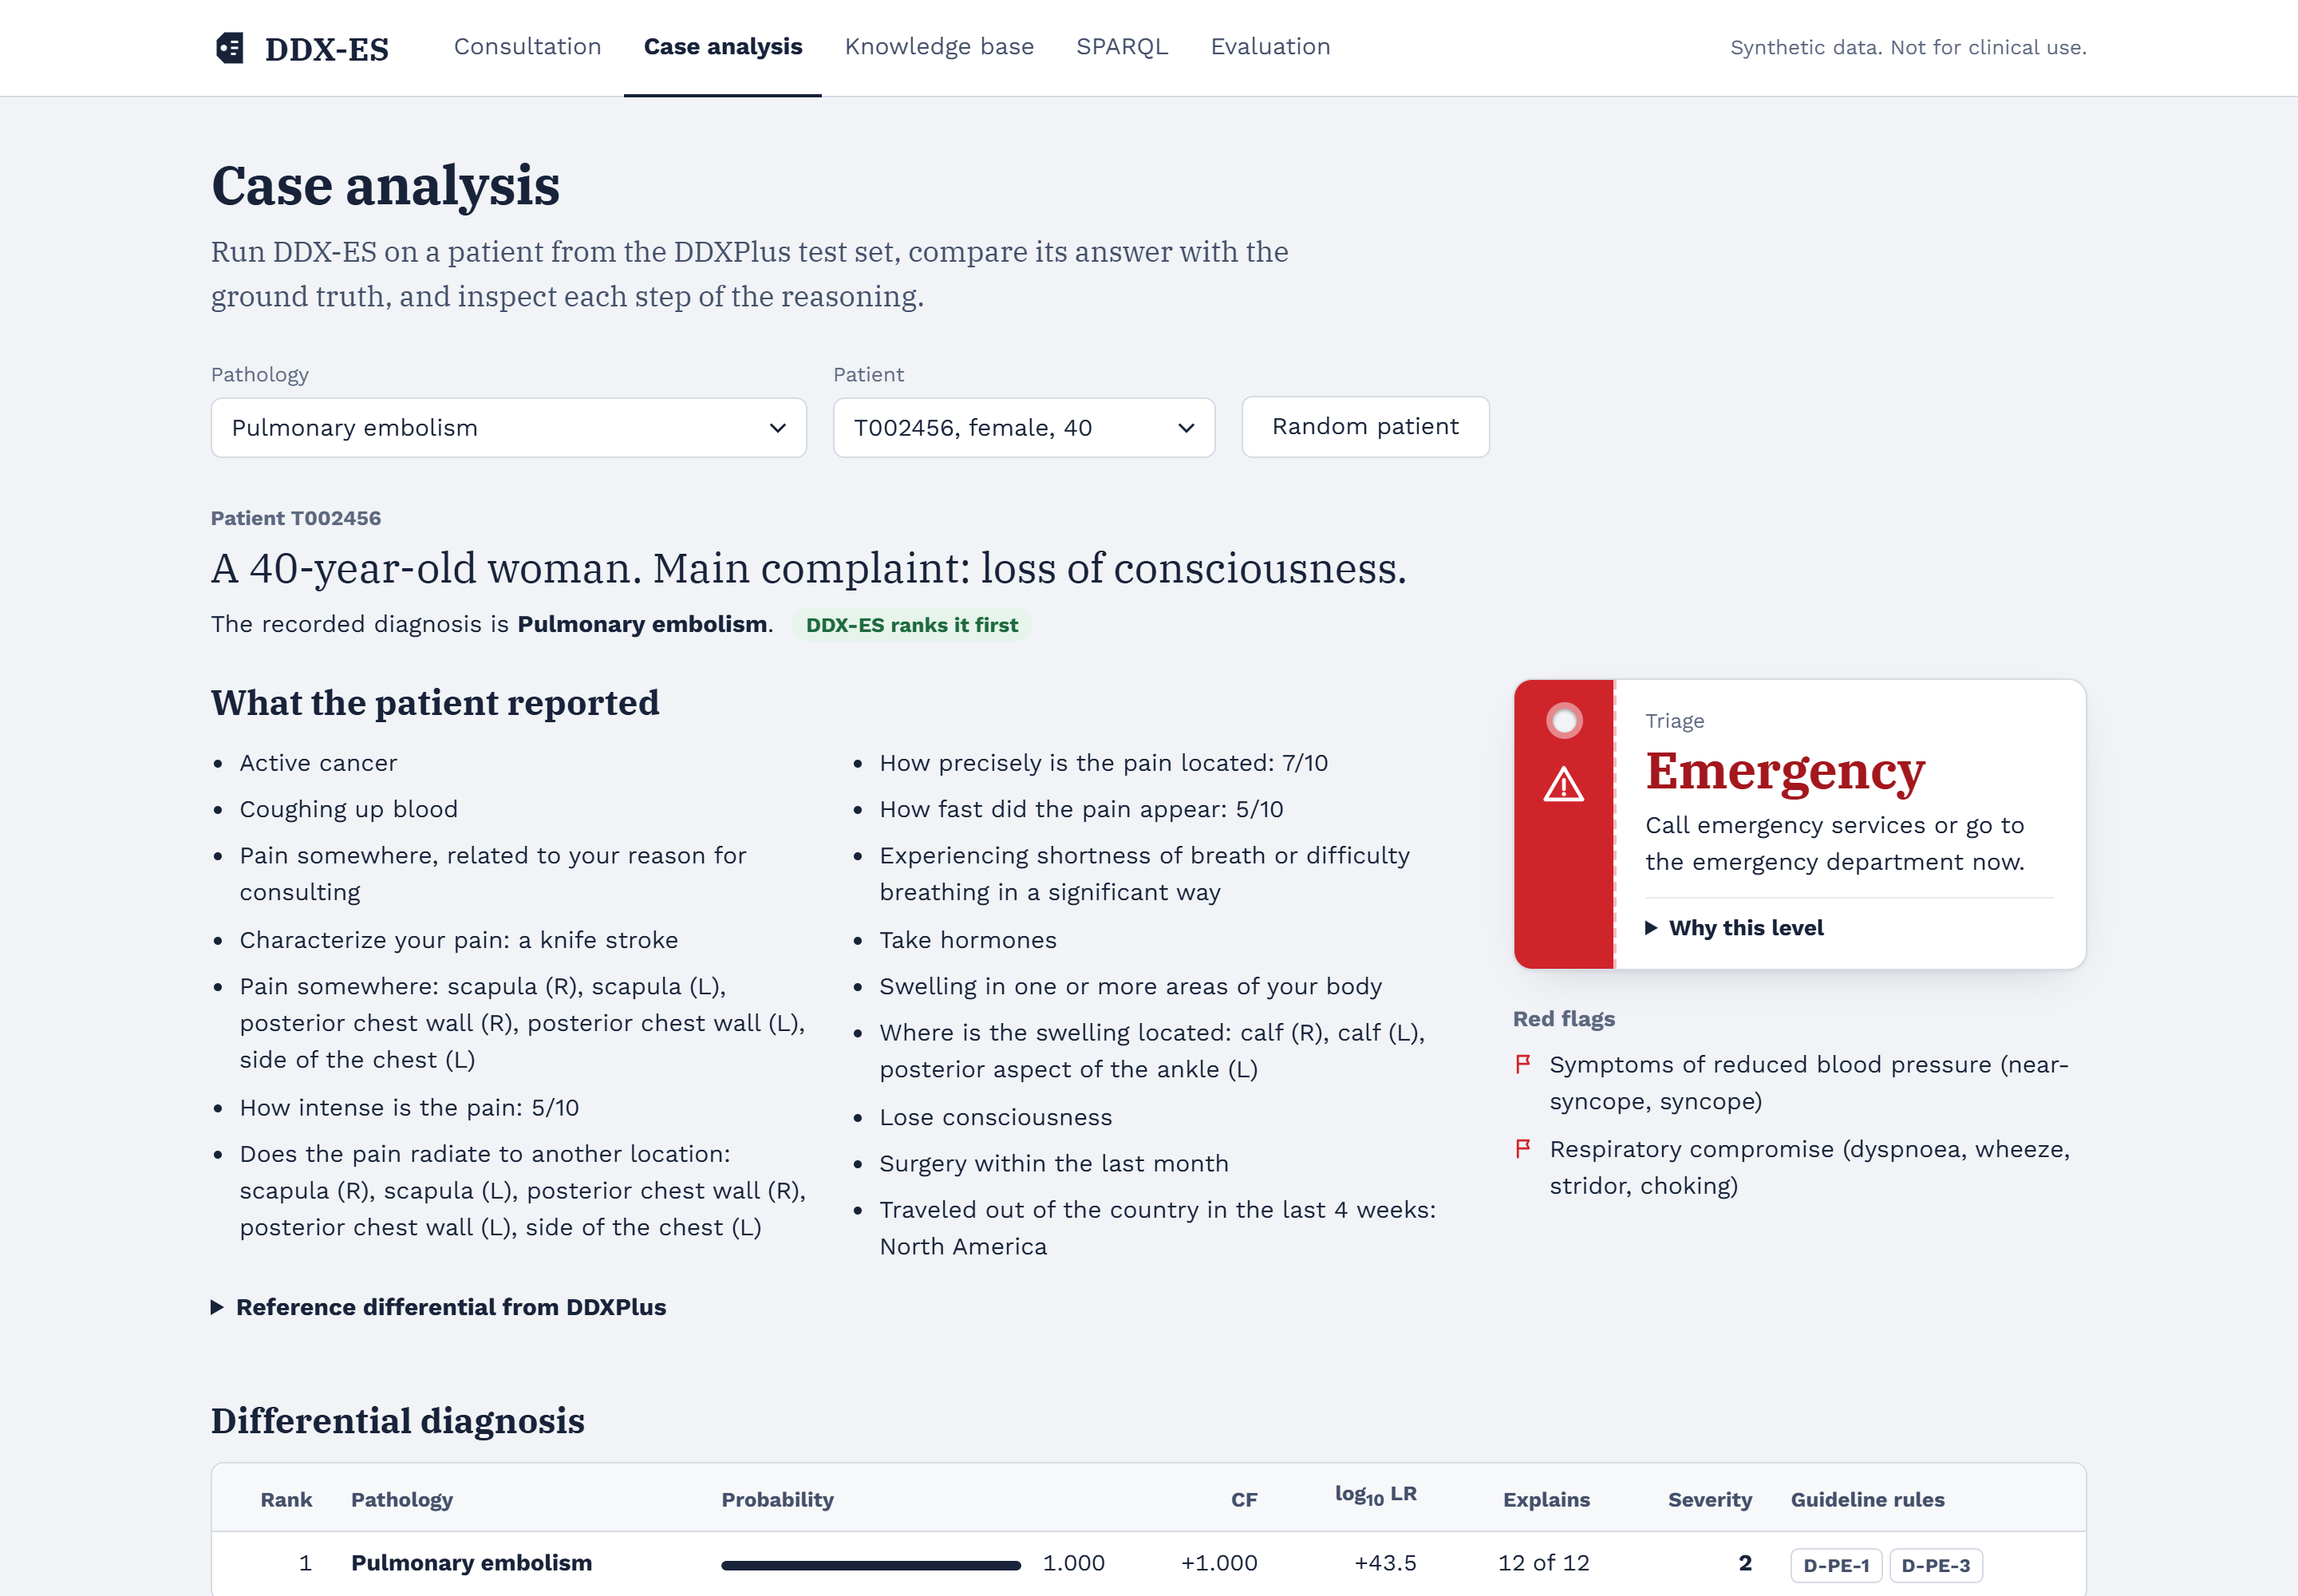 DDX-ES
Consultation
Case analysis
Knowledge base
SPARQL
Evaluation
Synthetic data. Not for clinical use.
Case analysis
Run DDX-ES on a patient from the DDXPlus test set, compare its answer with the
ground truth, and inspect each step of the reasoning.
Pathology
Patient
Pulmonary embolism
T002456, female, 40
Random patient
Patient T002456
A 40-year-old woman. Main complaint: loss of consciousness.
The recorded diagnosis is Pulmonary embolism. DDX-ES ranks it first
What the patient reported
• Active cancer
• Coughing up blood
• Pain somewhere, related to your reason for
consulting
• Characterize your pain: a knife stroke
• Pain somewhere: scapula (R), scapula (L),
posterior chest wall (R), posterior chest wall (L),
side of the chest (L)
• How intense is the pain: 5/10
• Does the pain radiate to another location:
scapula (R), scapula (L), posterior chest wall (R),
posterior chest wall (L), side of the chest (L)
• How precisely is the pain located: 7/10
• How fast did the pain appear: 5/10
• Experiencing shortness of breath or difficulty
breathing in a significant way
• Take hormones
• Swelling in one or more areas of your body
• Where is the swelling located: calf (R), calf (L),
posterior aspect of the ankle (L)
• Lose consciousness
• Surgery within the last month
• Traveled out of the country in the last 4 weeks:
North America
Triage
Emergency
Call emergency services or go to
the emergency department now.
Why this level
Red flags
Symptoms of reduced blood pressure (near-
syncope, syncope)
Respiratory compromise (dyspnoea, wheeze,
stridor, choking)
Reference differential from DDXPlus
Differential diagnosis
Rank Pathology Probability CF log10 LR Explains Severity Guideline rules
1 Pulmonary embolism 1.000 +1.000 +43.5 12 of 12 2 D-PE-1 D-PE-3